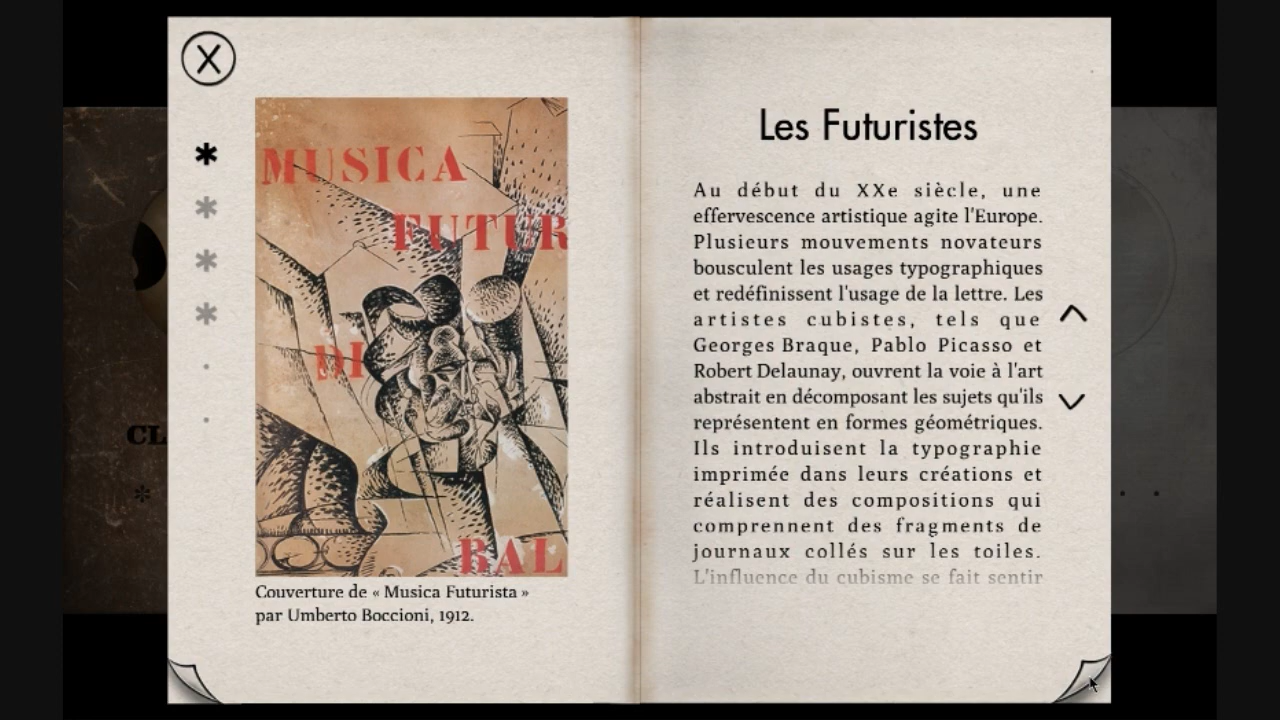 X
MUSICA
FUTUR
DI
BAL
Couverture de « Musica Futurista »
par Umberto Boccioni, 1912.
Les Futuristes
Au début du XXe siècle, une
effervescence artistique agite l'Europe.
Plusieurs mouvements novateurs
bousculent les usages typographiques
et redéfinissent l'usage de la lettre. Les
artistes cubistes, tels que
Georges Braque, Pablo Picasso et
Robert Delaunay, ouvrent la voie à l'art
abstrait en décomposant les sujets qu'ils
représentent en formes géométriques.
Ils introduisent la typographie
imprimée dans leurs créations et
réalisent des compositions qui
comprennent des fragments de
journaux collés sur les toiles.
L'influence du cubisme se fait sentir
CL